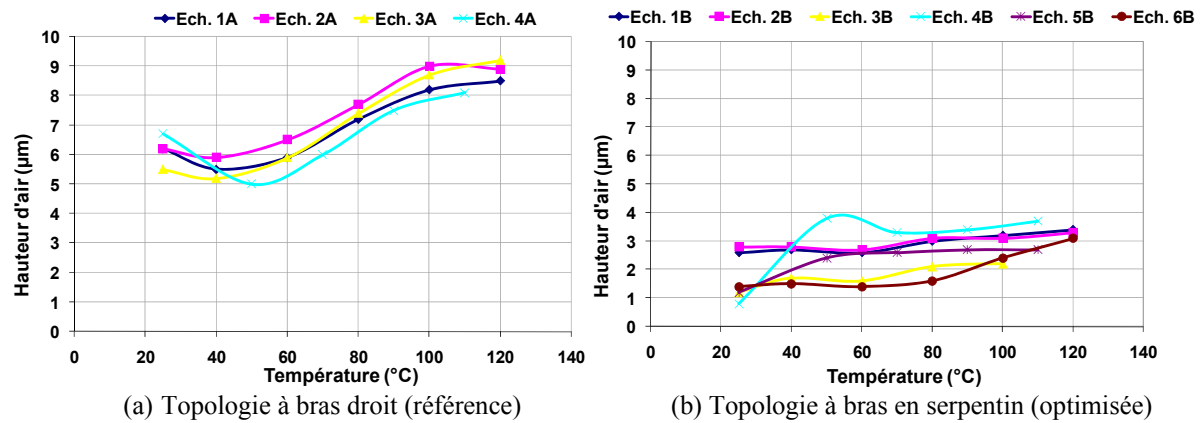 Ech. 1A Ech. 2A Ech. 3A Ech. 4A
10
9
8
7
6
5
4
3
2
1
0
Hauteur d'air (µm)
0 20 40 60 80 100 120 140
Température (°C)
(a) Topologie à bras droit (référence)
Ech. 1B Ech. 2B Ech. 3B Ech. 4B Ech. 5B Ech. 6B
10
9
8
7
6
5
4
3
2
1
0
Hauteur d'air (µm)
0 20 40 60 80 100 120 140
Température (°C)
(b) Topologie à bras en serpentin (optimisée)